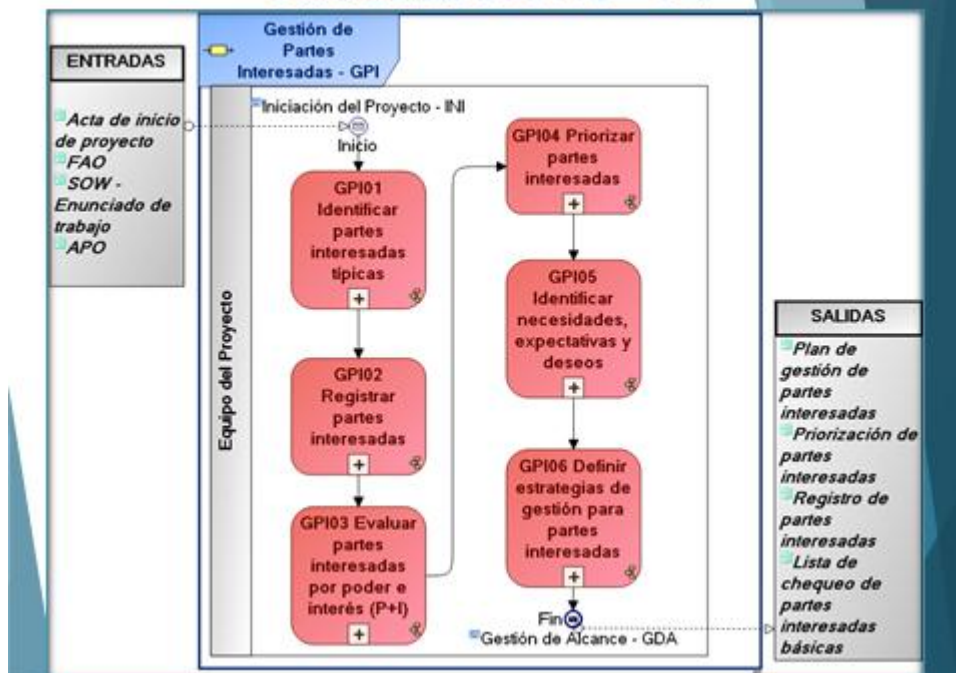 ENTRADAS
Acta de inicio
de proyecto
FAO
SOW -
Enunciado de
trabajo
APO
Gestión de
Partes
Interesadas - GPI
Equipo del Proyecto
Iniciación del Proyecto - INI
Inicio
GPI01
Identificar
partes
interesadas
típicas
GPI02
Registrar
partes
interesadas
GPI03 Evaluar
partes
interesadas
por poder e
interés (P+I)
GPI04 Priorizar
partes
interesadas
GPI05
Identificar
necesidades,
expectativas y
deseos
GPI06 Definir
estrategias de
gestión para
partes
interesadas
Fin
Gestión de Alcance - GDA
SALIDAS
Plan de
gestión de
partes
interesadas
Priorización de
partes
interesadas
Registro de
partes
interesadas
Lista de
chequeo de
partes
interesadas
básicas